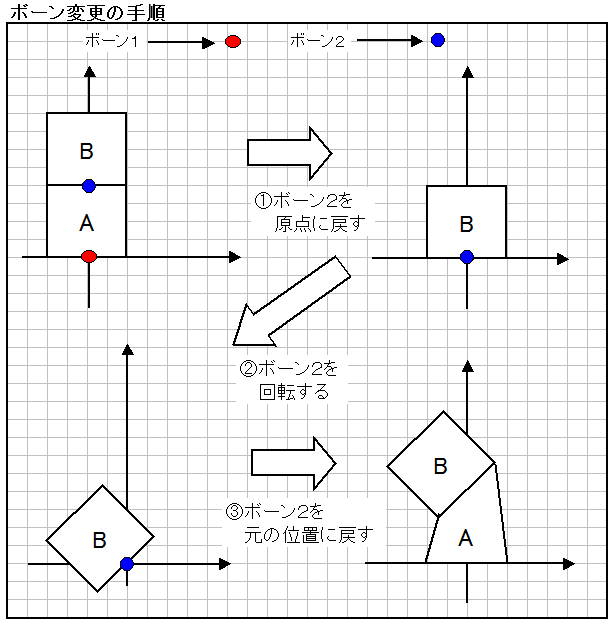 ボーン変更の手順
ボーン1 ボーン2
B
A
①ボーン2を
原点に戻す
B
②ボーン2を
回転する
B
③ボーン2を
元の位置に戻す
B
A